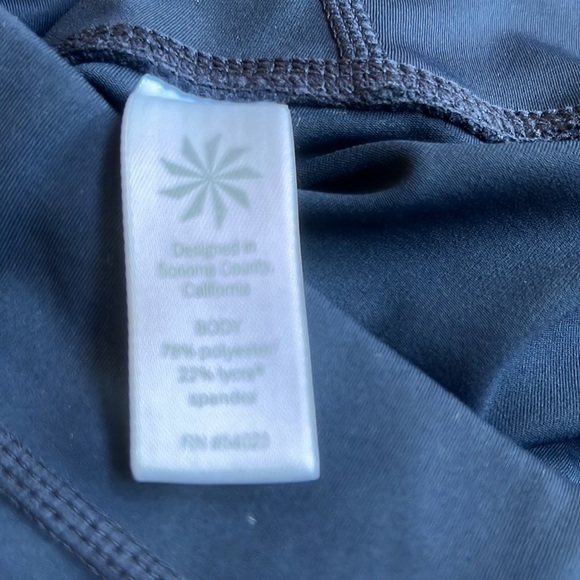 Designed in
Sonoma County,
California
BODY
78% polyester/
22% lycra®
spandex
RN #54023